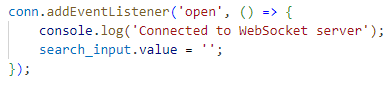 conn.addEventListener('open', () => {
    console.log('Connected to WebSocket server');
    search_input.value = '';
});